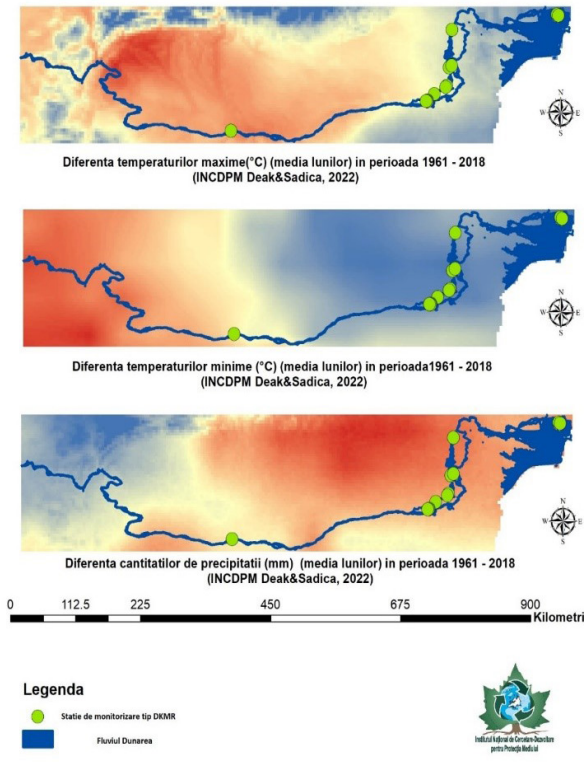 N
W E
S
Diferenta temperaturilor maxime(°C) (media lunilor) in perioada 1961 - 2018
(INCDPM Deak&Sadica, 2022)
N
W E
S
Diferenta temperaturilor minime (°C) (media lunilor) in perioada1961 - 2018
(INCDPM Deak&Sadica, 2022)
N
W E
S
Diferenta cantitatilor de precipitatii (mm) (media lunilor) in perioada 1961 - 2018
(INCDPM Deak&Sadica, 2022)
0 112.5 225 450 675 900
Kilometri
Legenda
Statie de monitorizare tip DKMR
Fluviul Dunarea
Institutul Național de Cercetare-Dezvoltare
pentru Protecția Mediului